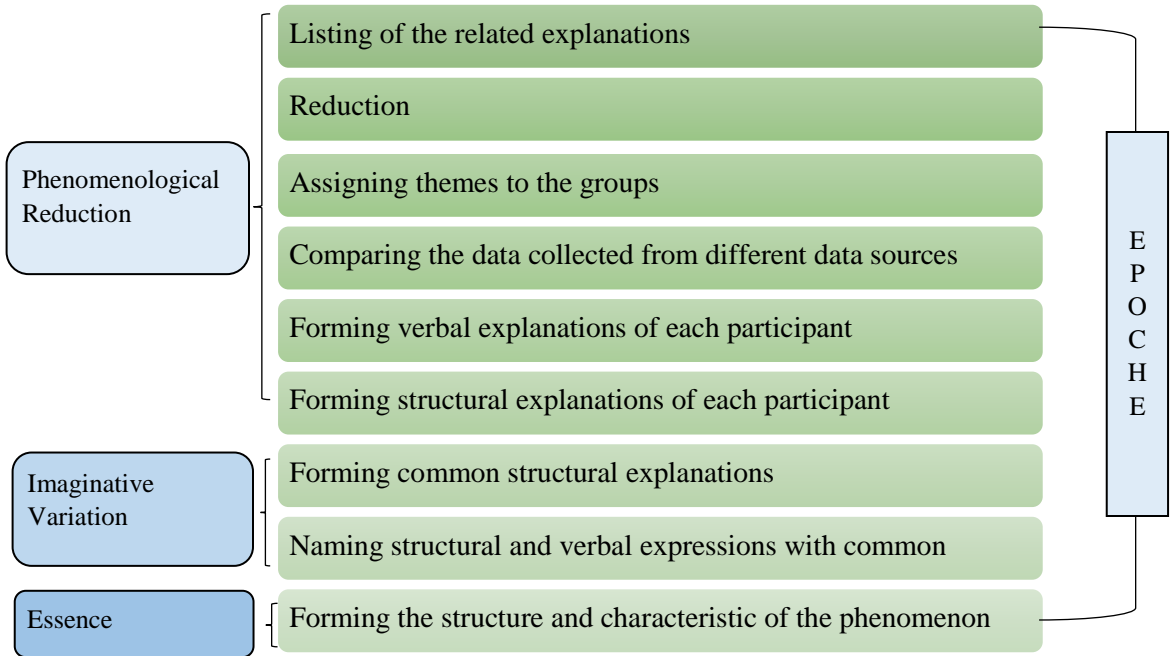 Listing of the related explanations
Reduction
Phenomenological
Reduction
Assigning themes to the groups
Comparing the data collected from different data sources
Forming verbal explanations of each participant
Forming structural explanations of each participant
Imaginative
Variation
Forming common structural explanations
Naming structural and verbal expressions with common
Essence
Forming the structure and characteristic of the phenomenon
E
P
O
C
H
E